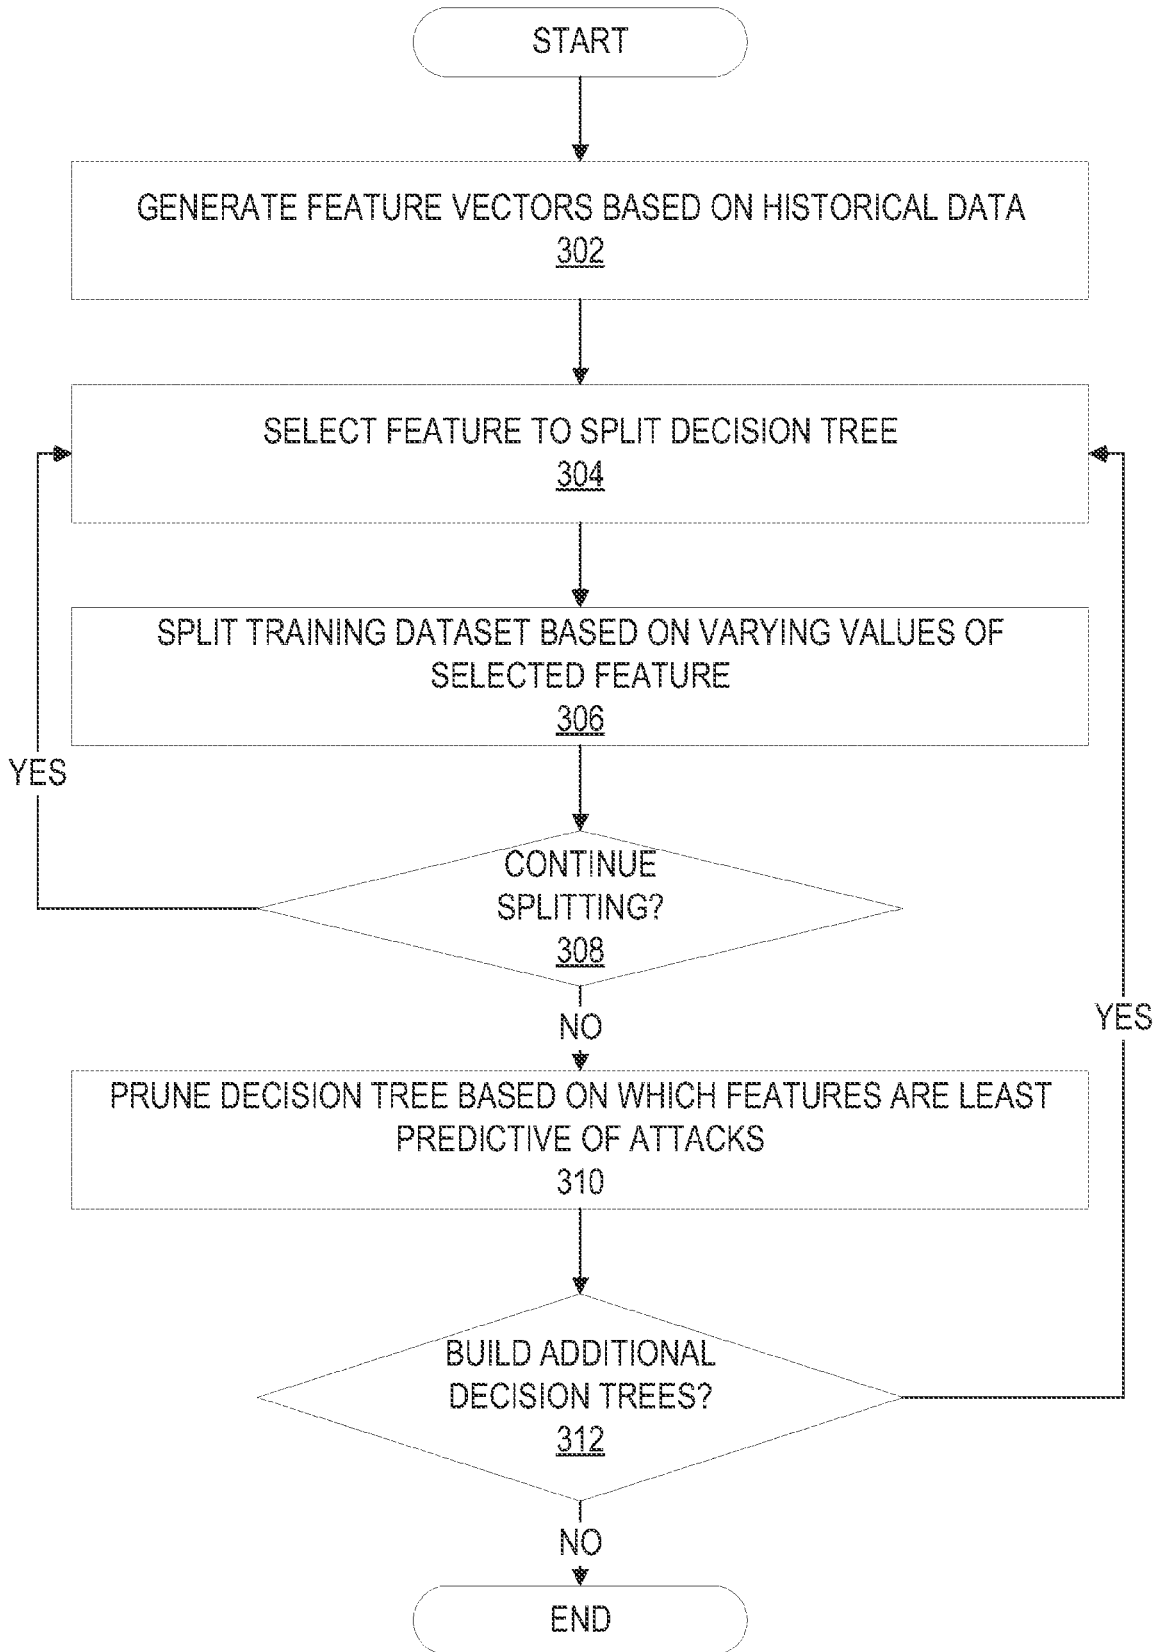 START
GENERATE FEATURE VECTORS BASED ON HISTORICAL DATA
302
SELECT FEATURE TO SPLIT DECISION TREE
304
SPLIT TRAINING DATASET BASED ON VARYING VALUES OF
SELECTED FEATURE
306
YES
CONTINUE
SPLITTING?
308
NO
YES
PRUNE DECISION TREE BASED ON WHICH FEATURES ARE LEAST
PREDICTIVE OF ATTACKS
310
BUILD ADDITIONAL
DECISION TREES?
312
NO
END